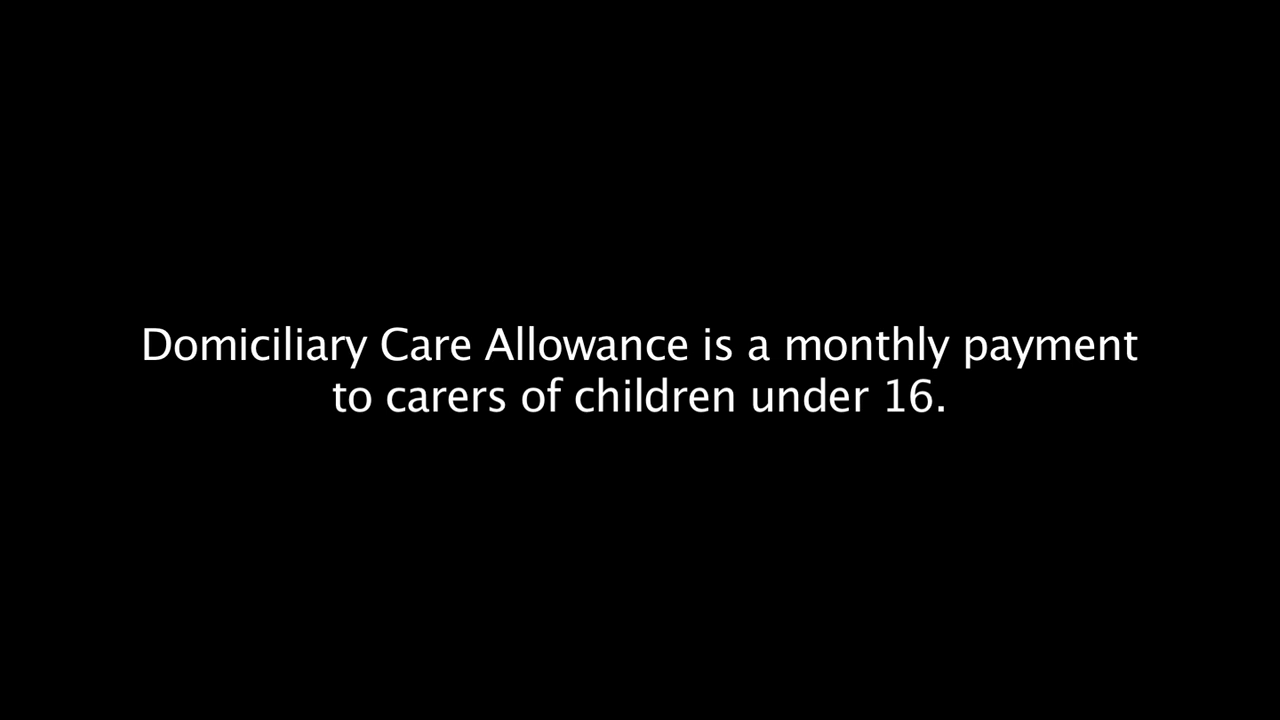 Domiciliary Care Allowance is a monthly payment
to carers of children under 16.